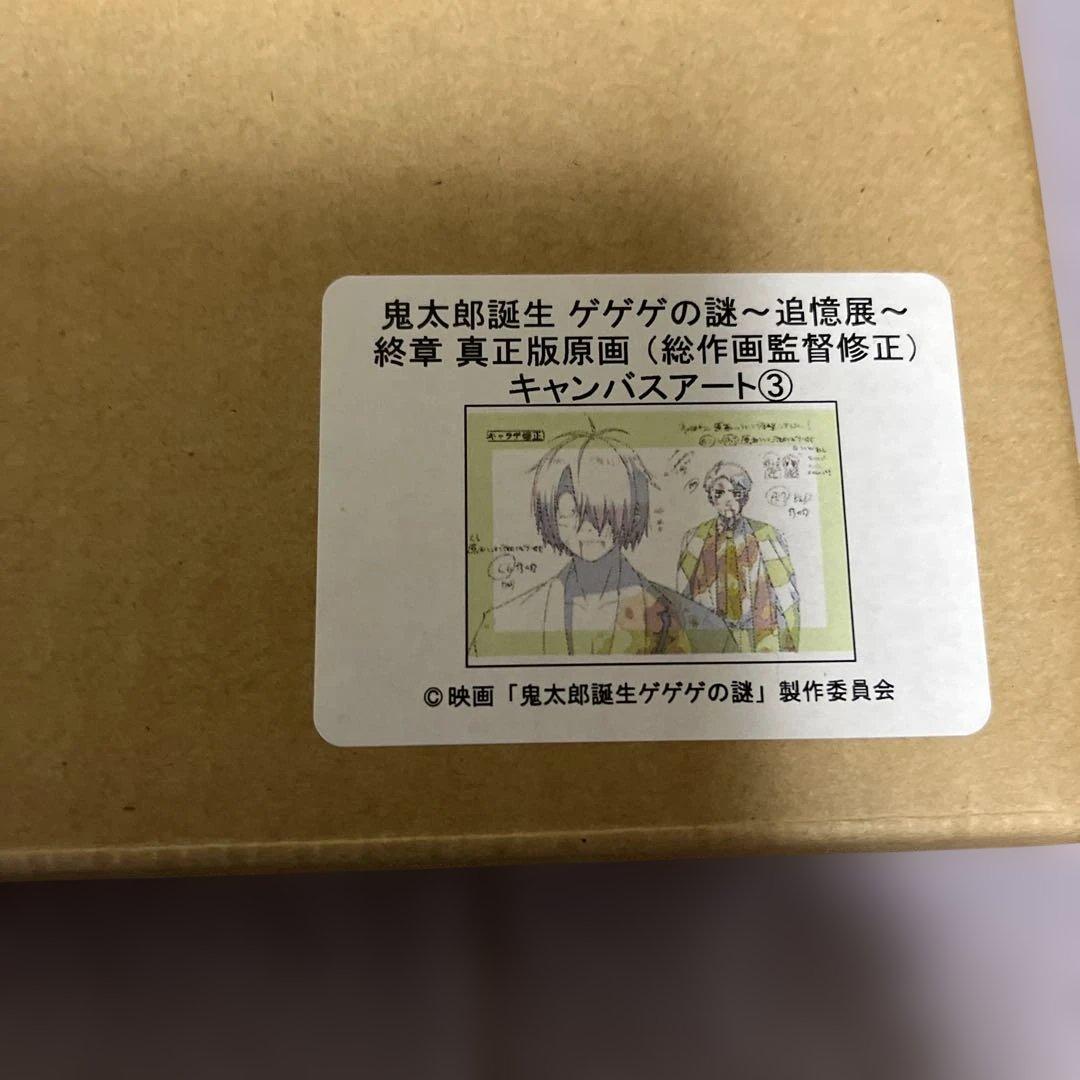 鬼太郎誕生 ゲゲゲの謎～追憶展～
終章 真正版原画（総作画監督修正）
キャンバスアート③
キャラデ修正
©映画「鬼太郎誕生ゲゲゲの謎」製作委員会